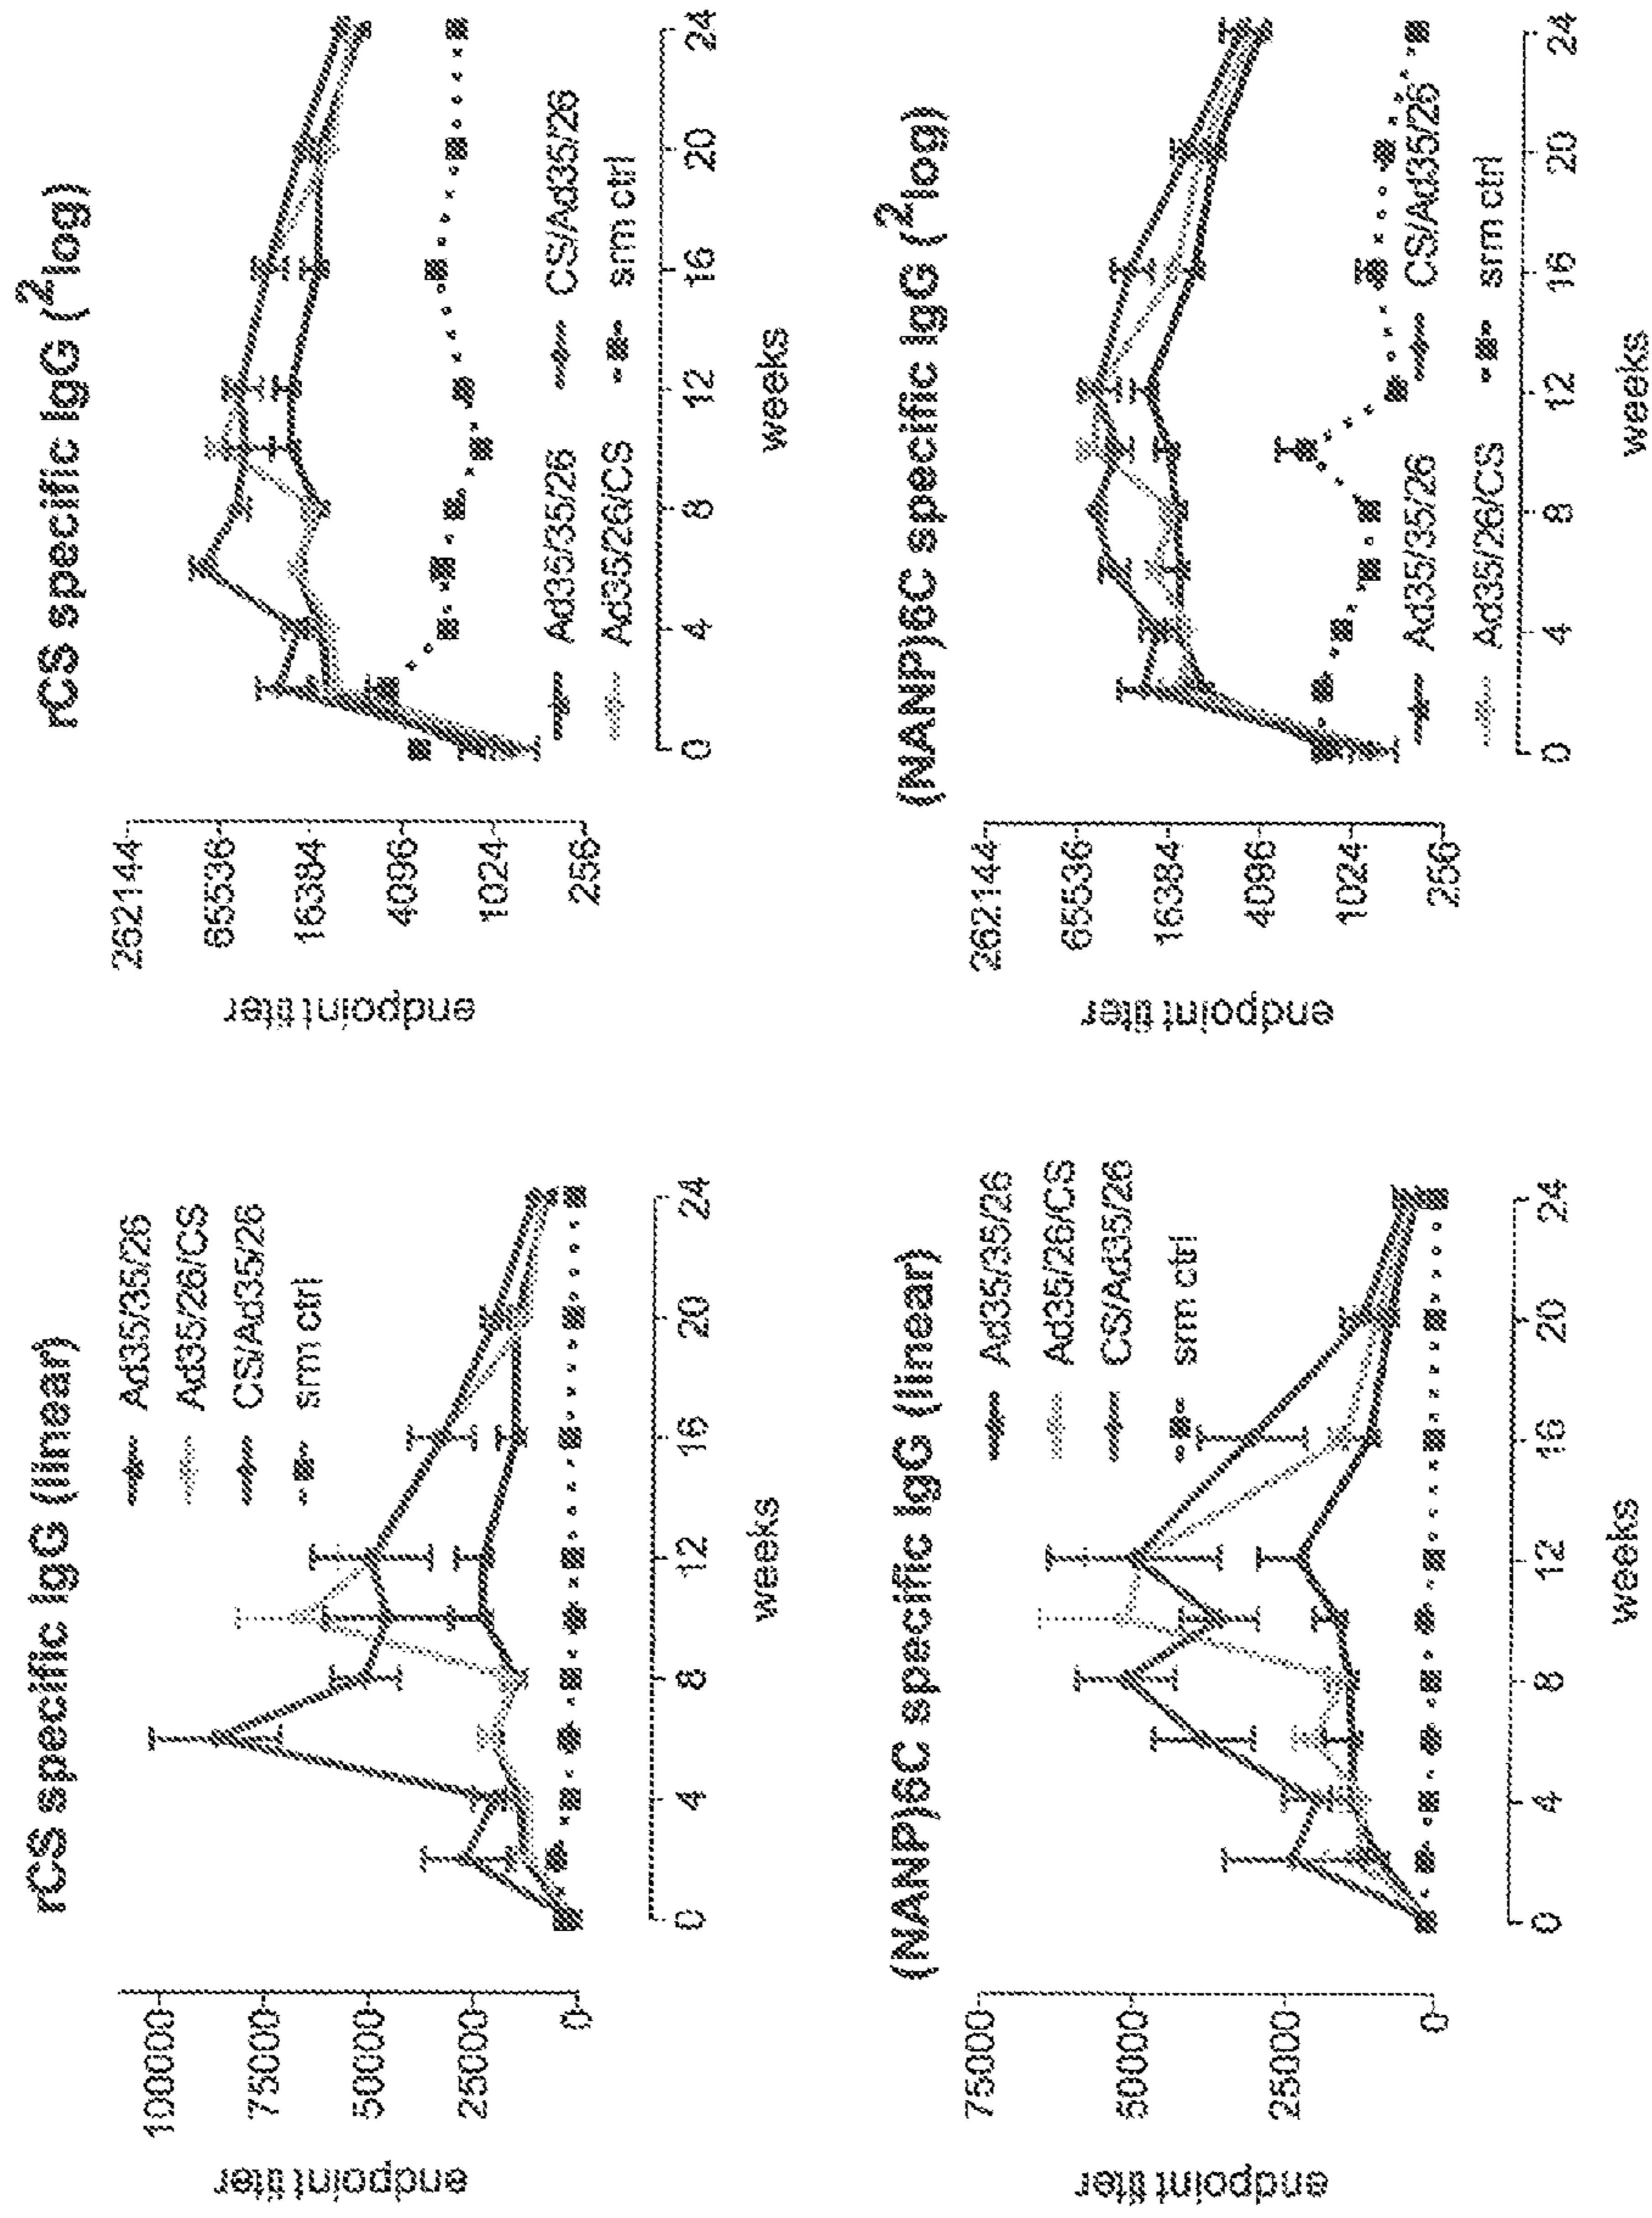 rCS specific IgG (linear)
endpoint titer
100000
75000
50000
25000
0
Ad35/35/26
Ad35/26/CS
CS/Ad35/26
srm ctrl
0 4 8 12 16 20 24
weeks
rCS specific IgG (²log)
endpoint titer
262144
65536
16384
4096
1024
256
Ad35/35/26 CS/Ad35/26
Ad35/26/CS srm ctrl
0 4 8 12 16 20 24
weeks
(NANP)6C specific IgG (linear)
endpoint titer
75000
50000
25000
0
Ad35/35/26
Ad35/26/CS
CS/Ad35/26
srm ctrl
0 4 8 12 16 20 24
weeks
(NANP)6C specific IgG (²log)
endpoint titer
262144
65536
16384
4096
1024
256
Ad35/35/26 CS/Ad35/26
Ad35/26/CS srm ctrl
0 4 8 12 16 20 24
weeks